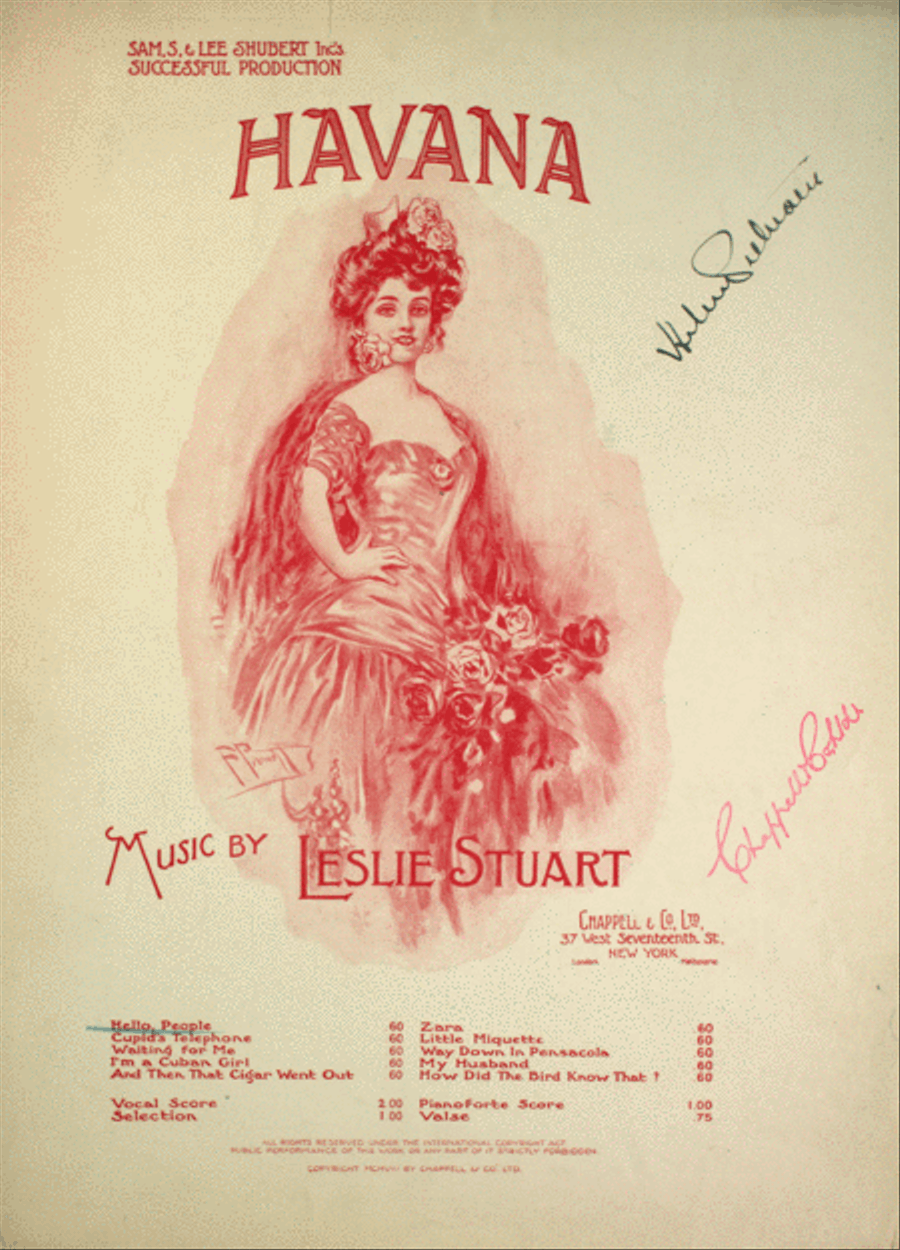 SAM, S, & LEE SHUBERT Inc's
SUCCESSFUL PRODUCTION
HAVANA
MUSIC BY LESLIE STUART
CHAPPELL & CO, LTD,
37 West Seventeenth. St.,
NEW YORK
London. Melbourne
Hello, People 60 Zara 60
Cupid's Telephone 60 Little Miquette 60
Waiting for Me 60 Way Down In Pensacola 60
I'm a Cuban Girl 60 My Husband 60
And Then That Cigar Went Out 60 How Did The Bird Know That ? 60
Vocal Score 2.00 Pianoforte Score 1.00
Selection 1.00 Valse .75
ALL RIGHTS RESERVED UNDER THE INTERNATIONAL COPYRIGHT ACT
PUBLIC PERFORMANCE OF THIS WORK OR ANY PART OF IT STRICTLY FORBIDDEN.
COPYRIGHT MCMVIII BY CHAPPELL & CO. LTD.